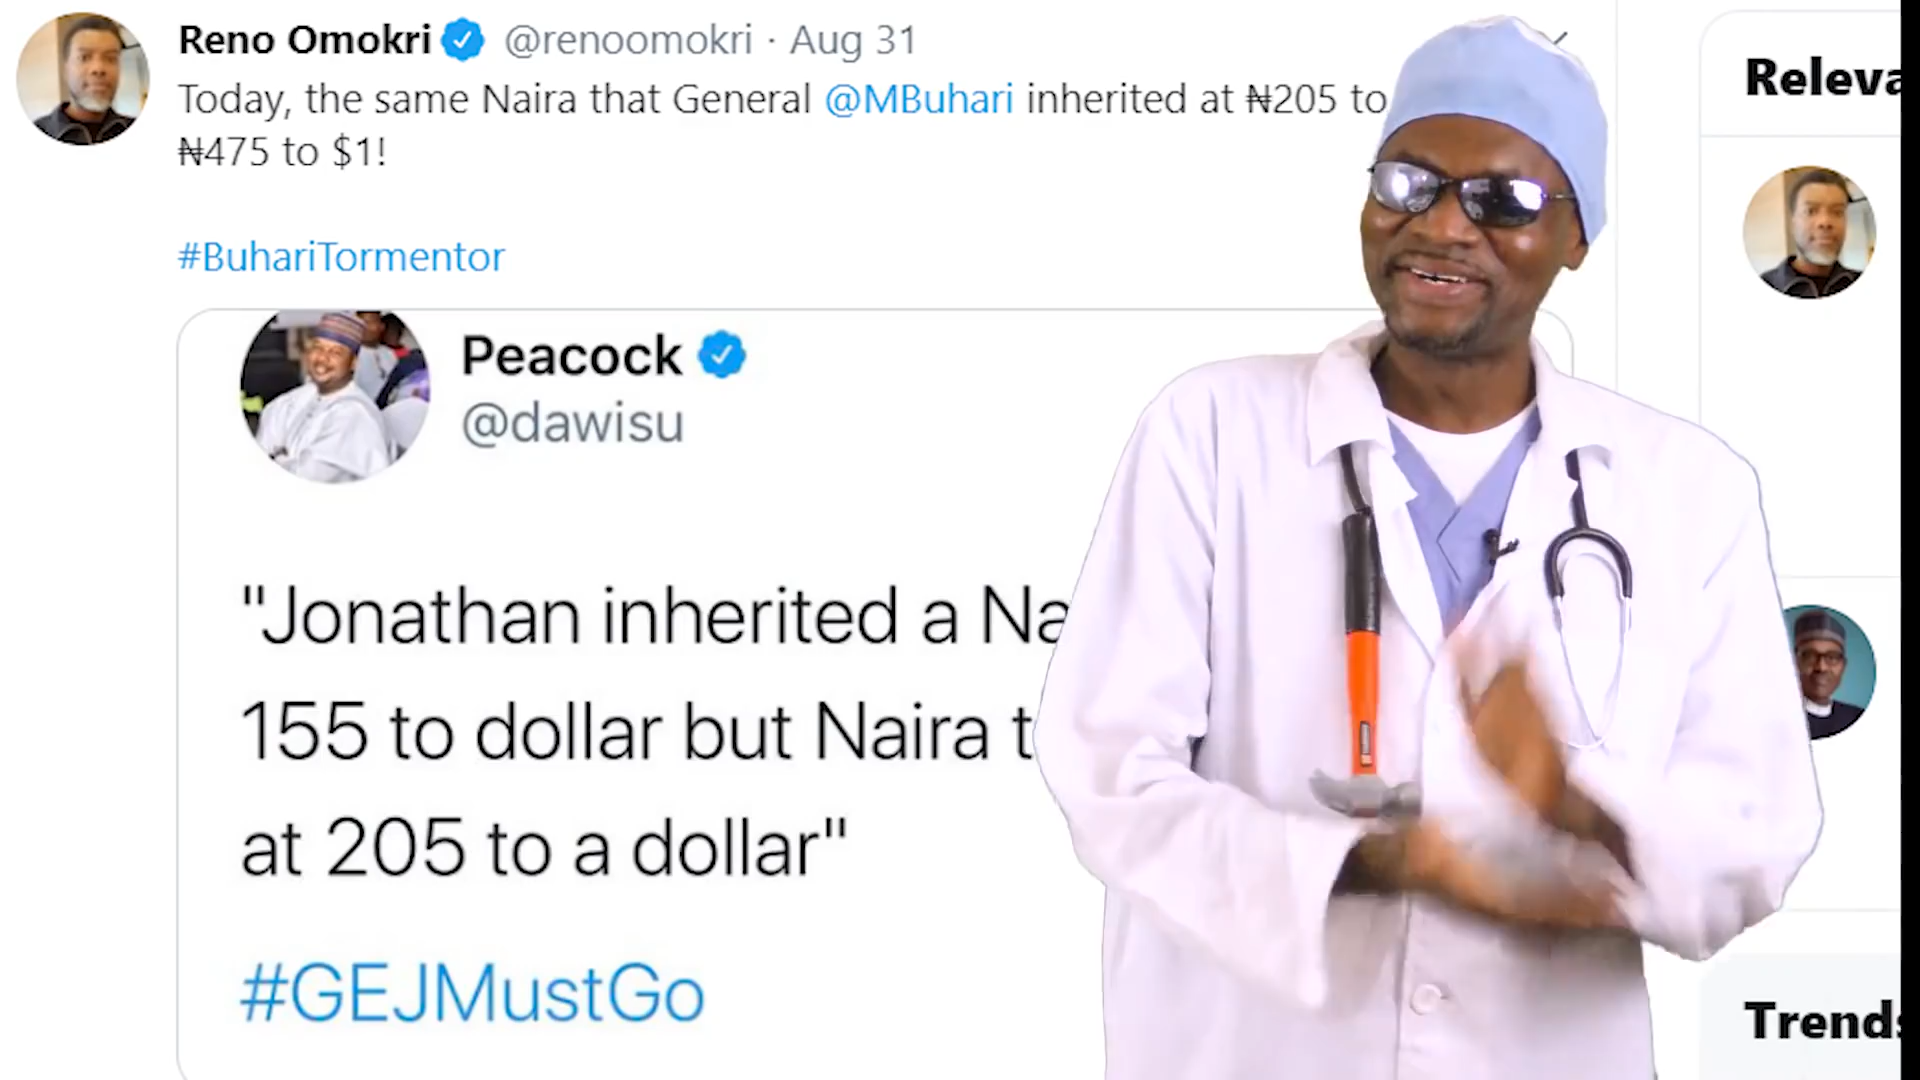 Reno Omokri @renoomokri · Aug 31
Today, the same Naira that General @MBuhari inherited at ₦205 to
₦475 to $1!
#BuhariTormentor
Peacock
@dawisu
"Jonathan inherited a Na
155 to dollar but Naira t
at 205 to a dollar"
#GEJMustGo
Releva
Trends